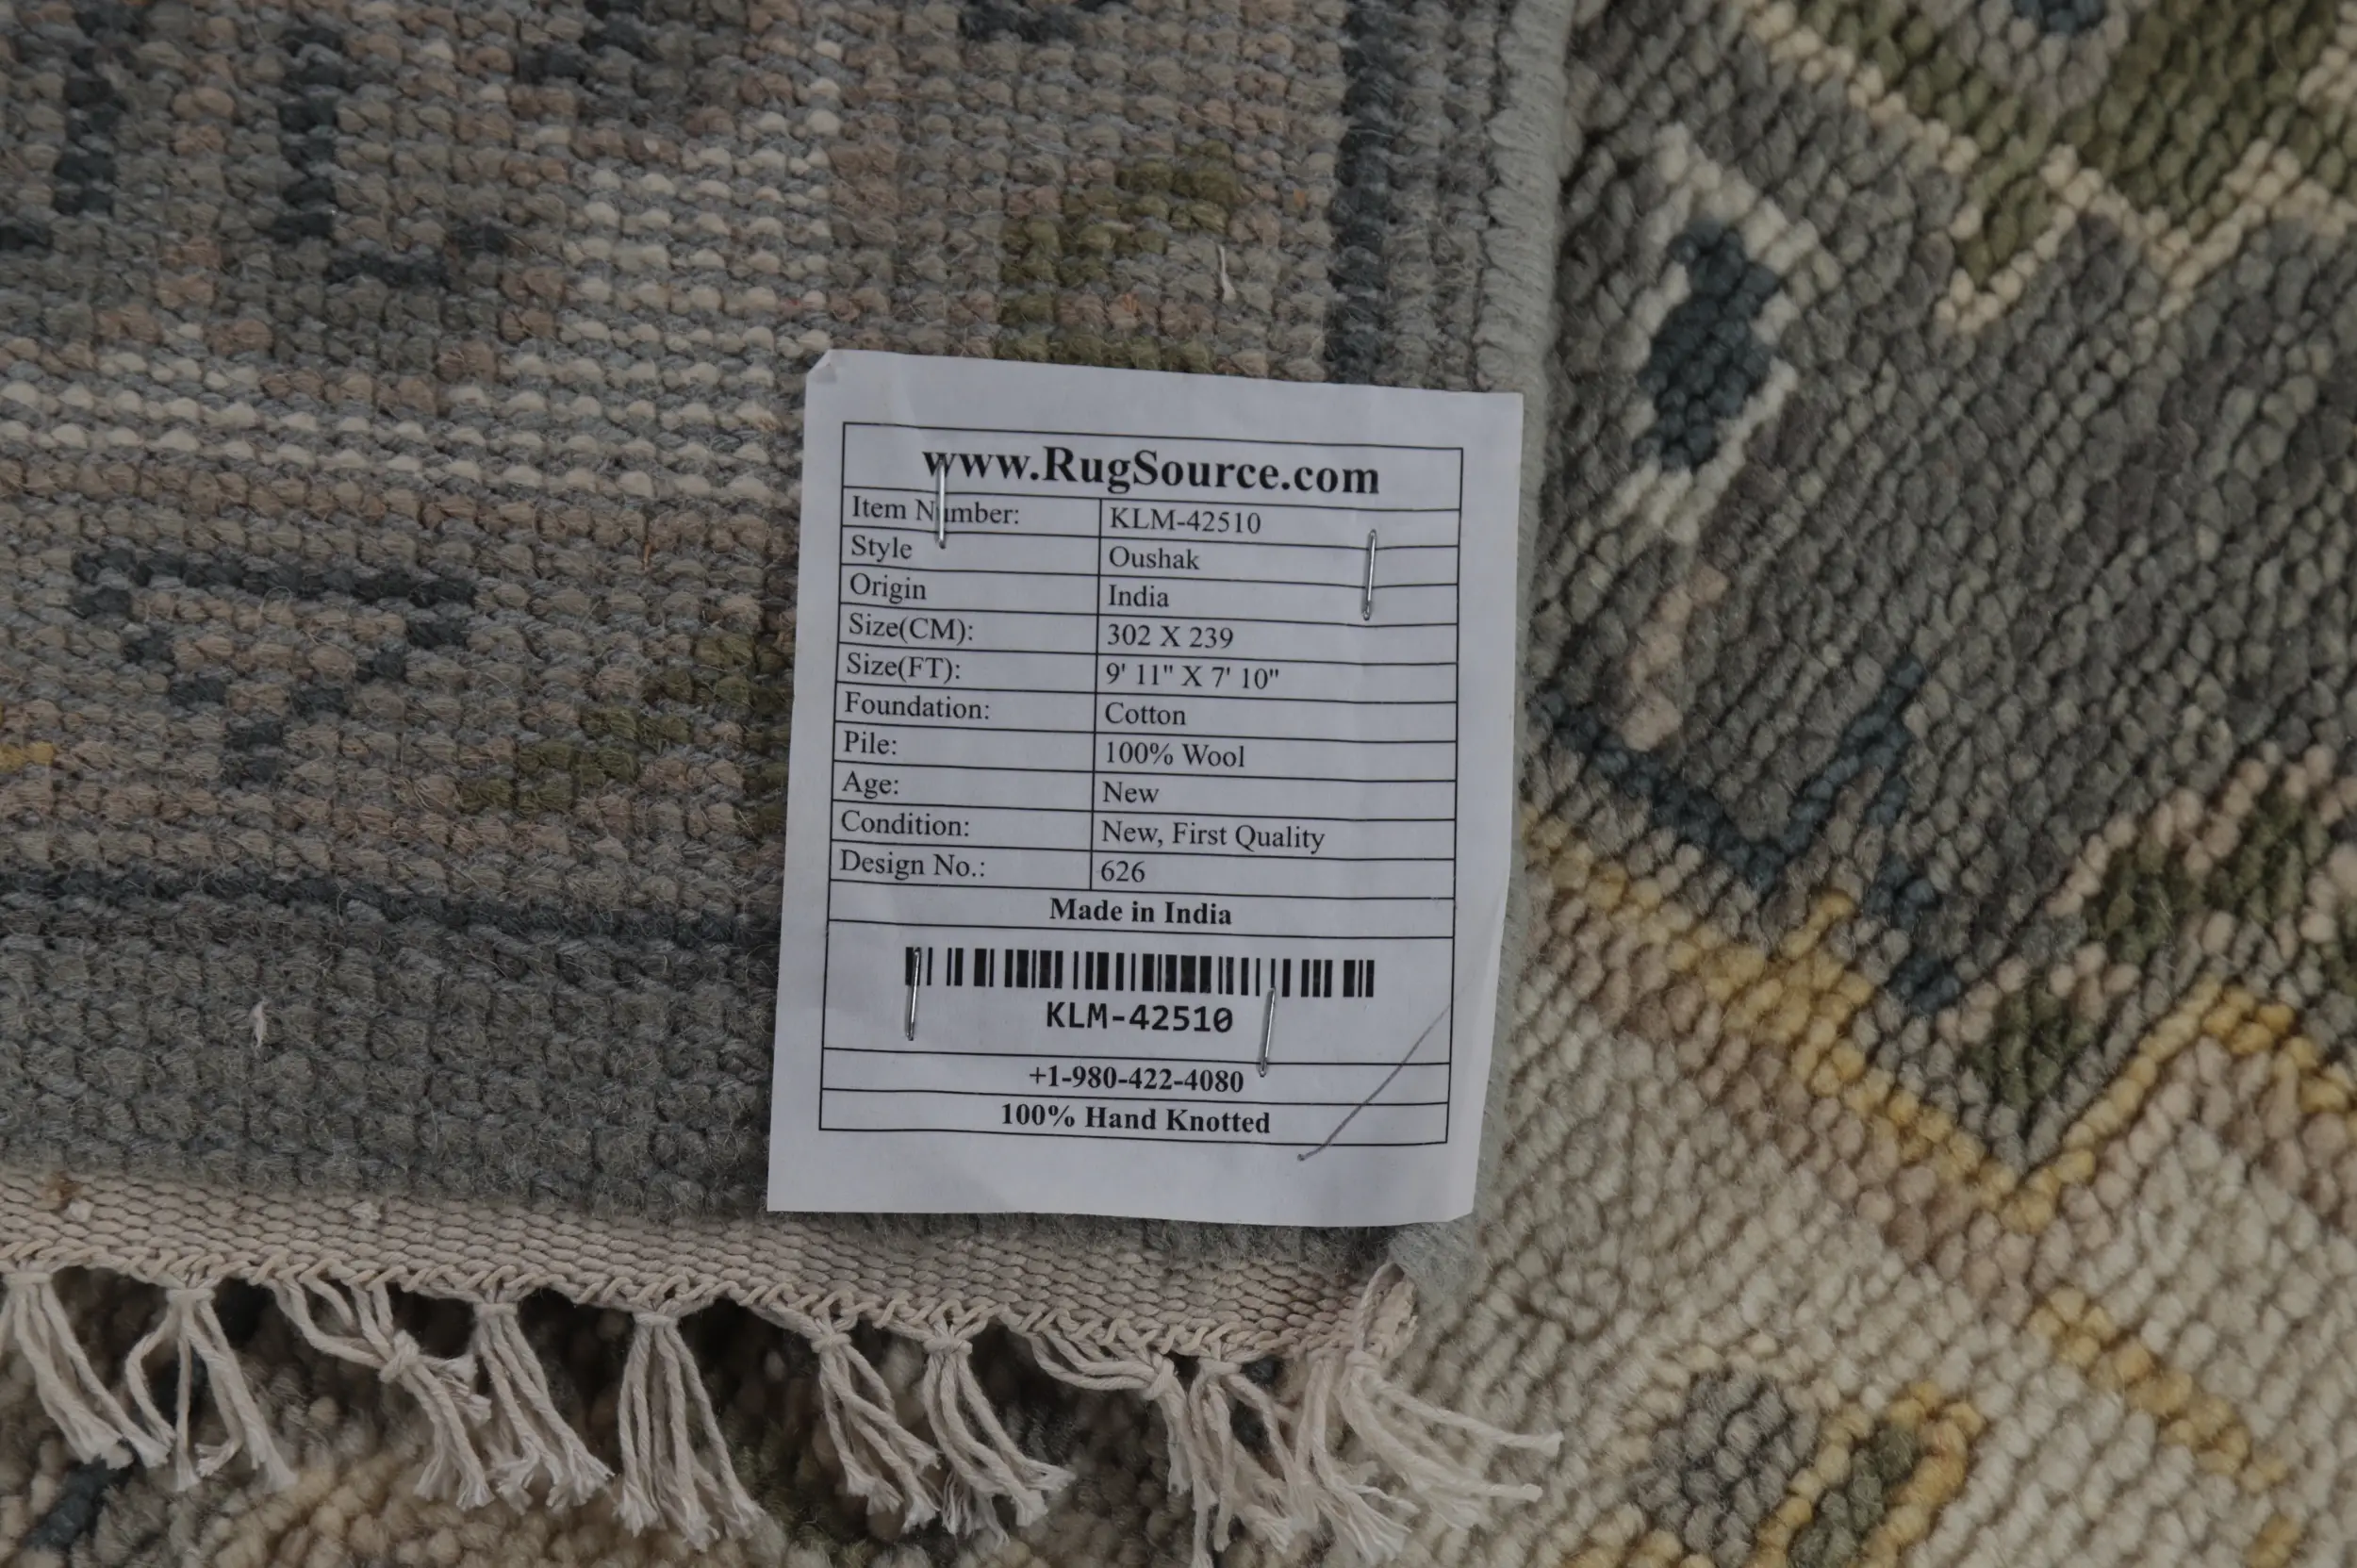 www.RugSource.com
Item Number: KLM-42510
Style Oushak
Origin India
Size(CM): 302 X 239
Size(FT): 9' 11" X 7' 10"
Foundation: Cotton
Pile: 100% Wool
Age: New
Condition: New, First Quality
Design No.: 626
Made in India
KLM-42510
+1-980-422-4080
100% Hand Knotted